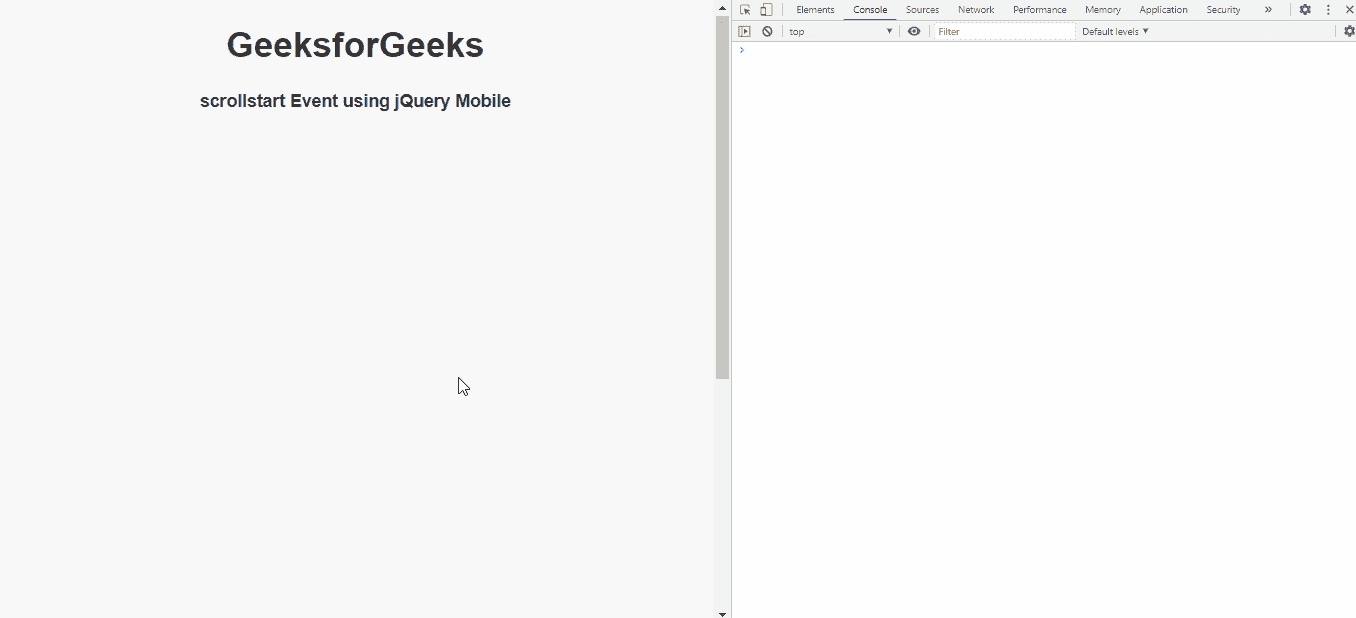 GeeksforGeeks
scrollstart Event using jQuery Mobile
Elements Console Sources Network Performance Memory Application Security »
top Filter Default levels